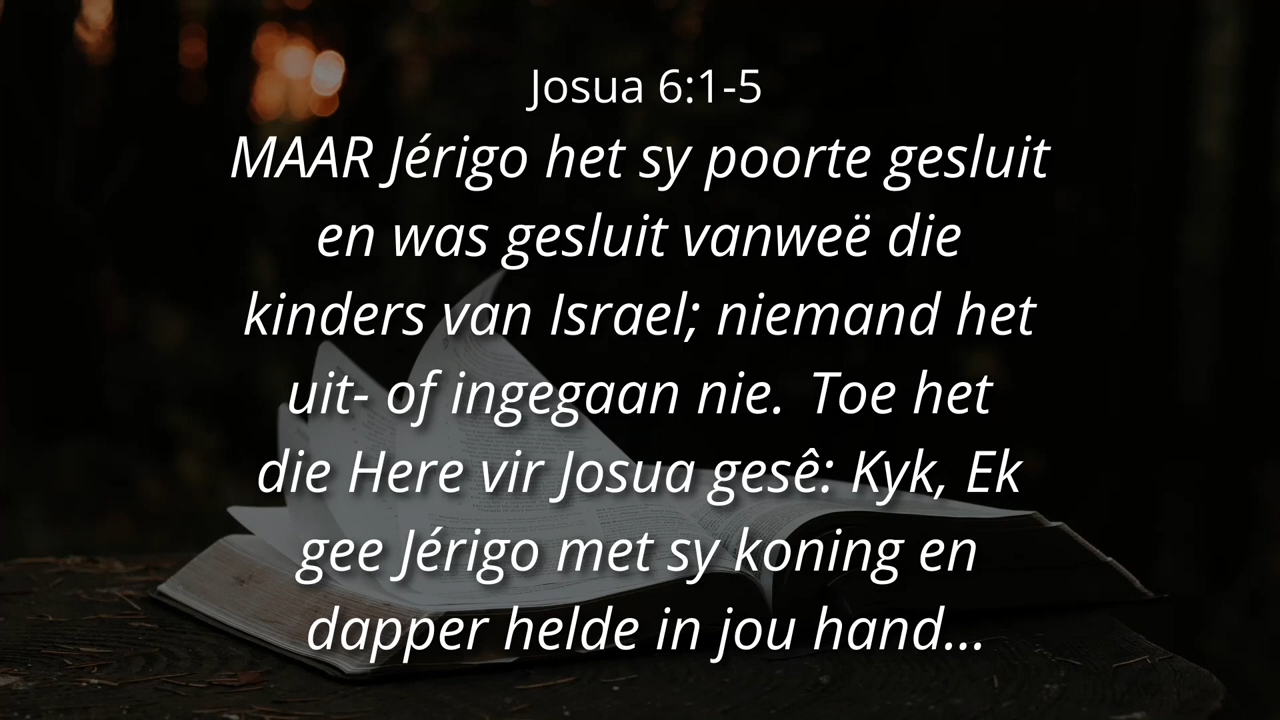 Josua 6:1-5
MAAR Jérigo het sy poorte gesluit
en was gesluit vanweë die
kinders van Israel; niemand het
uit- of ingegaan nie. Toe het
die Here vir Josua gesê: Kyk, Ek
gee Jérigo met sy koning en
dapper helde in jou hand...